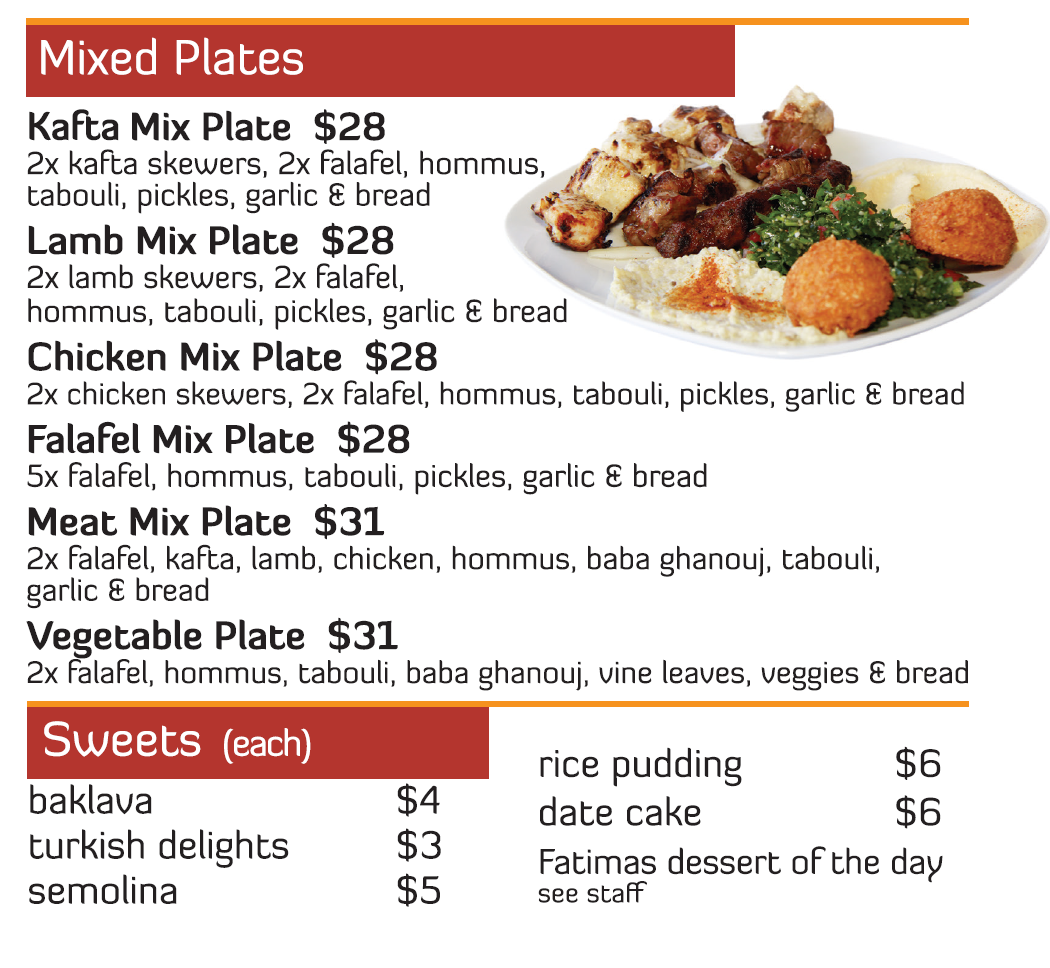 Mixed Plates
Kafta Mix Plate $28
2x kafta skewers, 2x falafel, hommus,
tabouli, pickles, garlic & bread
Lamb Mix Plate $28
2x lamb skewers, 2x falafel,
hommus, tabouli, pickles, garlic & bread
Chicken Mix Plate $28
2x chicken skewers, 2x falafel, hommus, tabouli, pickles, garlic & bread
Falafel Mix Plate $28
5x falafel, hommus, tabouli, pickles, garlic & bread
Meat Mix Plate $31
2x falafel, kafta, lamb, chicken, hommus, baba ghanouj, tabouli,
garlic & bread
Vegetable Plate $31
2x falafel, hommus, tabouli, baba ghanouj, vine leaves, veggies & bread
Sweets (each)
baklava $4
turkish delights $3
semolina $5
rice pudding $6
date cake $6
Fatimas dessert of the day
see staff